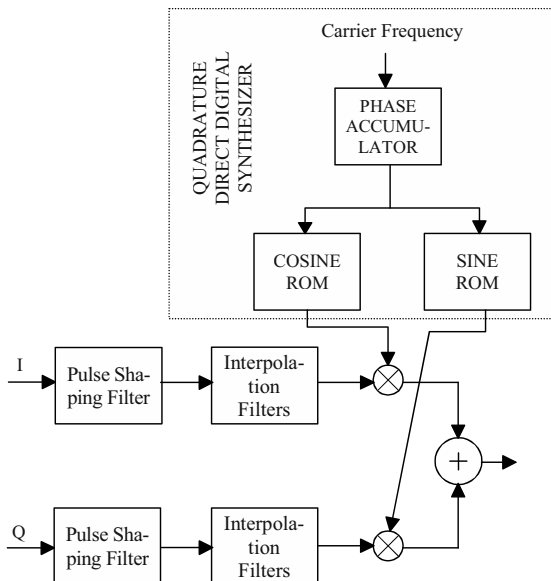 Carrier Frequency
QUADRATURE
DIRECT DIGITAL
SYNTHESIZER
PHASE
ACCUMU-
LATOR
COSINE
ROM
SINE
ROM
I
Pulse Sha-
ping Filter
Interpola-
tion
Filters
+
Q
Pulse Sha-
ping Filter
Interpola-
tion
Filters